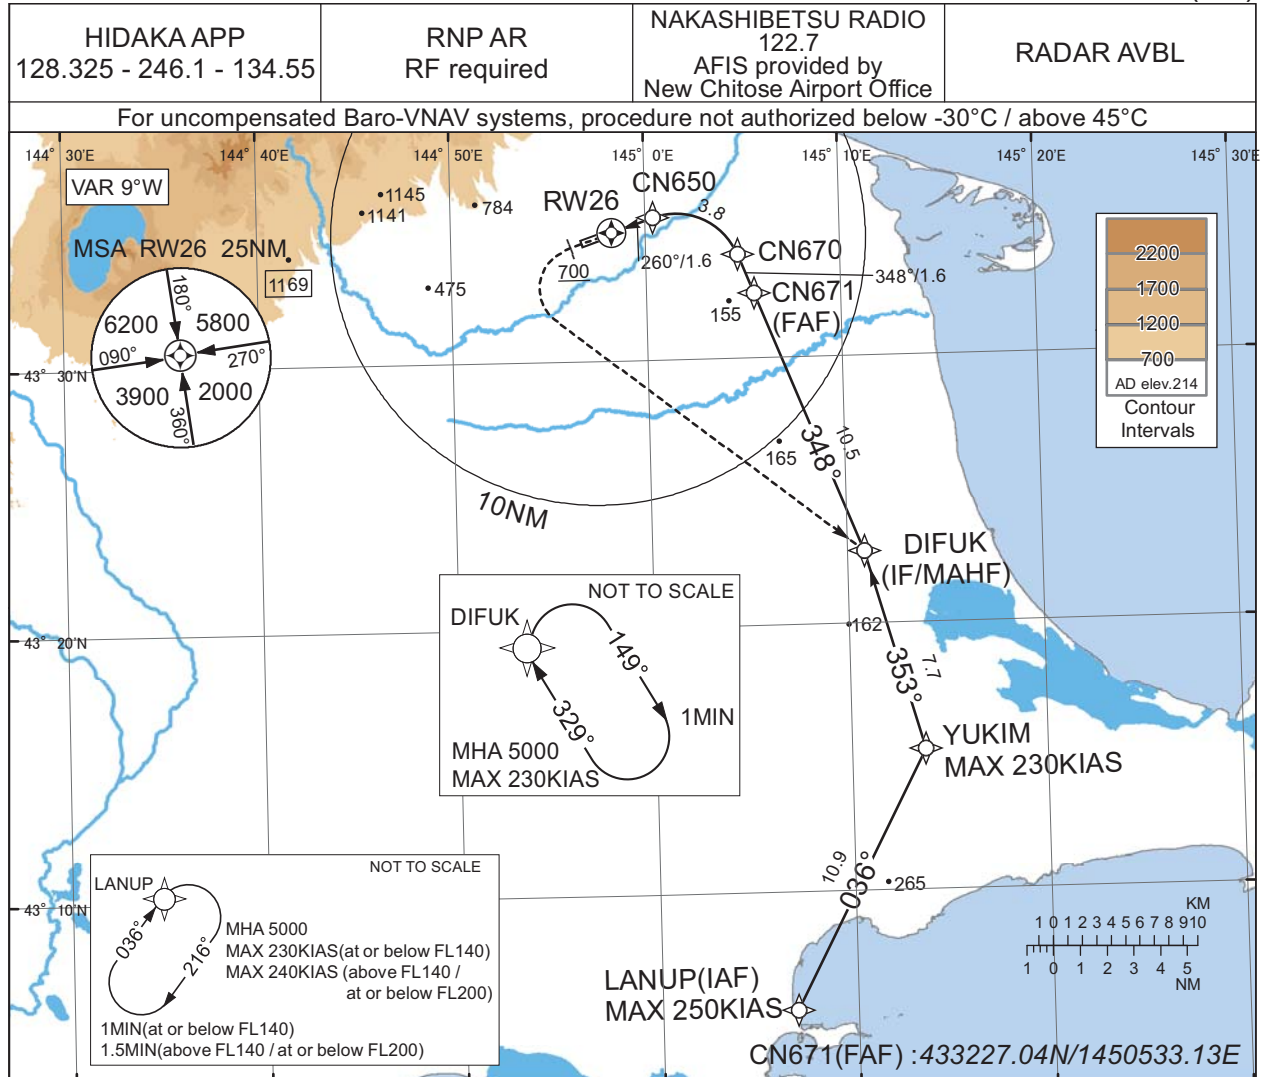 HIDAKA APP
128.325 - 246.1 - 134.55
RNP AR
RF required
NAKASHIBETSU RADIO
122.7
AFIS provided by
New Chitose Airport Office
RADAR AVBL
For uncompensated Baro-VNAV systems, procedure not authorized below -30°C / above 45°C
144° 30'E
144° 40'E
144° 50'E
145° 0'E
145° 10'E
145° 20'E
145° 30'E
VAR 9°W
1145
1141
784
RW26
CN650
3.8
CN670
260°/1.6
348°/1.6
CN671
(FAF)
155
700
475
1169
MSA RW26 25NM
180°
6200
5800
090°
270°
3900
2000
360°
2200
1700
1200
700
AD elev.214
Contour
Intervals
43° 30'N
10NM
165
348°
10.5
DIFUK
(IF/MAHF)
NOT TO SCALE
DIFUK
149°
329°
1MIN
MHA 5000
MAX 230KIAS
43° 20'N
162
353°
7.7
YUKIM
MAX 230KIAS
NOT TO SCALE
LANUP
036°
216°
MHA 5000
MAX 230KIAS(at or below FL140)
MAX 240KIAS (above FL140 /
at or below FL200)
1MIN(at or below FL140)
1.5MIN(above FL140 / at or below FL200)
43° 10'N
10.9
036°
265
KM
1 0 1 2 3 4 5 6 7 8 9 10
1 0 1 2 3 4 5
NM
LANUP(IAF)
MAX 250KIAS
CN671(FAF) :433227.04N/1450533.13E